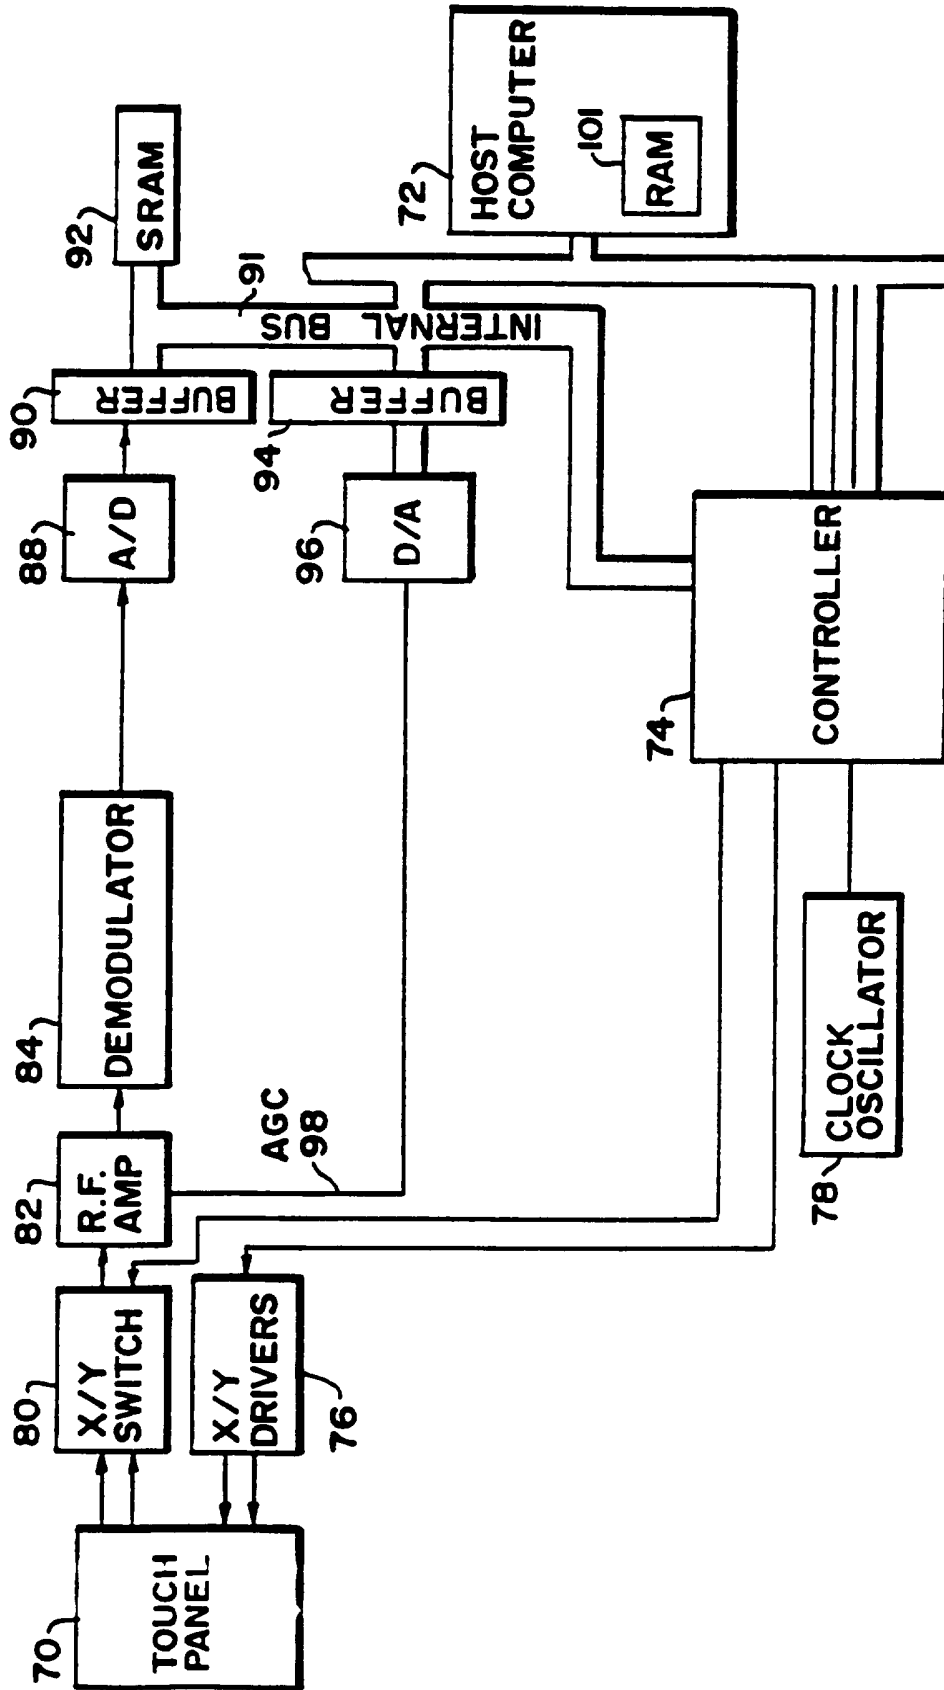 70
TOUCH
PANEL
80
X/Y
SWITCH
X/Y
DRIVERS
76
82
R.F.
AMP
AGC
98
84
DEMODULATOR
88
A/D
90
BUFFER
92
SRAM
91
INTERNAL BUS
94
BUFFER
96
D/A
72
HOST
COMPUTER
101
RAM
74
CONTROLLER
78
CLOCK
OSCILLATOR